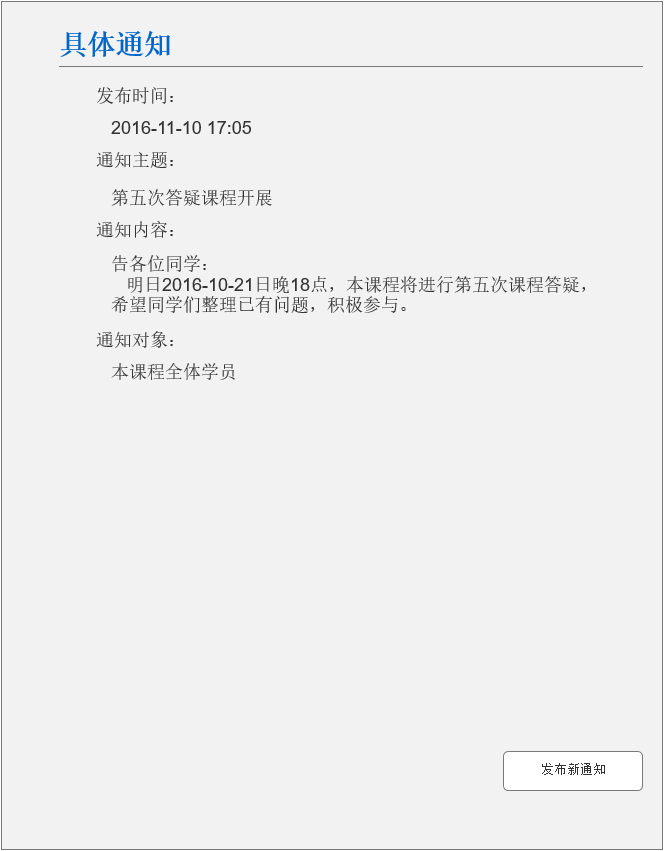 具体通知
发布时间：
2016-11-10 17:05
通知主题：
第五次答疑课程开展
通知内容：
告各位同学：
明日2016-10-21日晚18点，本课程将进行第五次课程答疑，
希望同学们整理已有问题，积极参与。
通知对象：
本课程全体学员
发布新通知